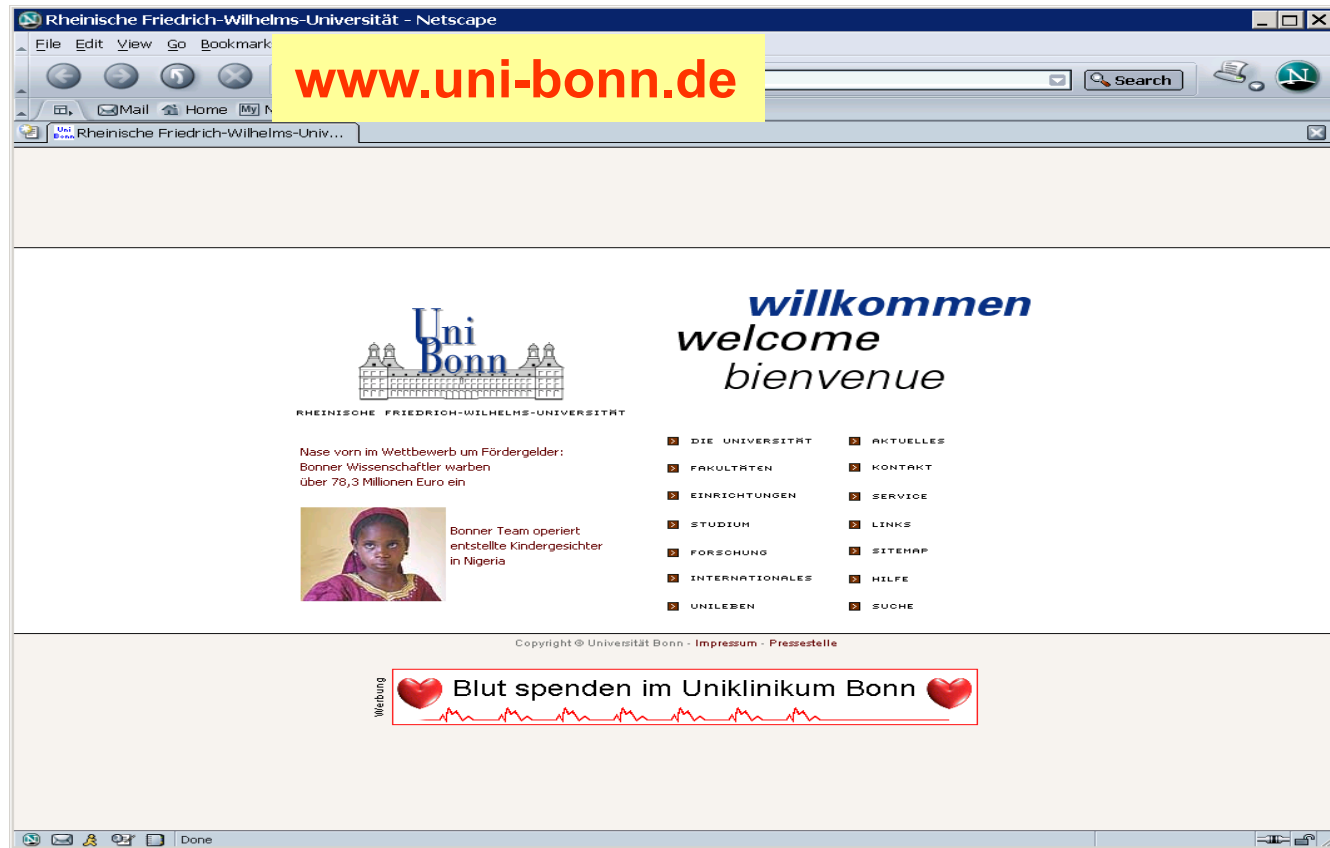 Rheinische Friedrich-Wilhelms-Universität - Netscape
File Edit View Go Bookmark
www.uni-bonn.de
Search
N
Mail Home My N
Uni Bonn Rheinische Friedrich-Wilhelms-Univ...
willkommen
welcome
bienvenue
Uni
Bonn
RHEINISCHE FRIEDRICH-WILHELMS-UNIVERSITÄT
Nase vorn im Wettbewerb um Fördergelder:
Bonner Wissenschaftler warben
über 78,3 Millionen Euro ein
Bonner Team operiert
entstellte Kindergesichter
in Nigeria
DIE UNIVERSITÄT
FAKULTÄTEN
EINRICHTUNGEN
STUDIUM
FORSCHUNG
INTERNATIONALES
UNILEBEN
AKTUELLES
KONTAKT
SERVICE
LINKS
SITEMAP
HILFE
SUCHE
Copyright © Universität Bonn - Impressum - Pressestelle
Werbung
Blut spenden im Uniklinikum Bonn
Done